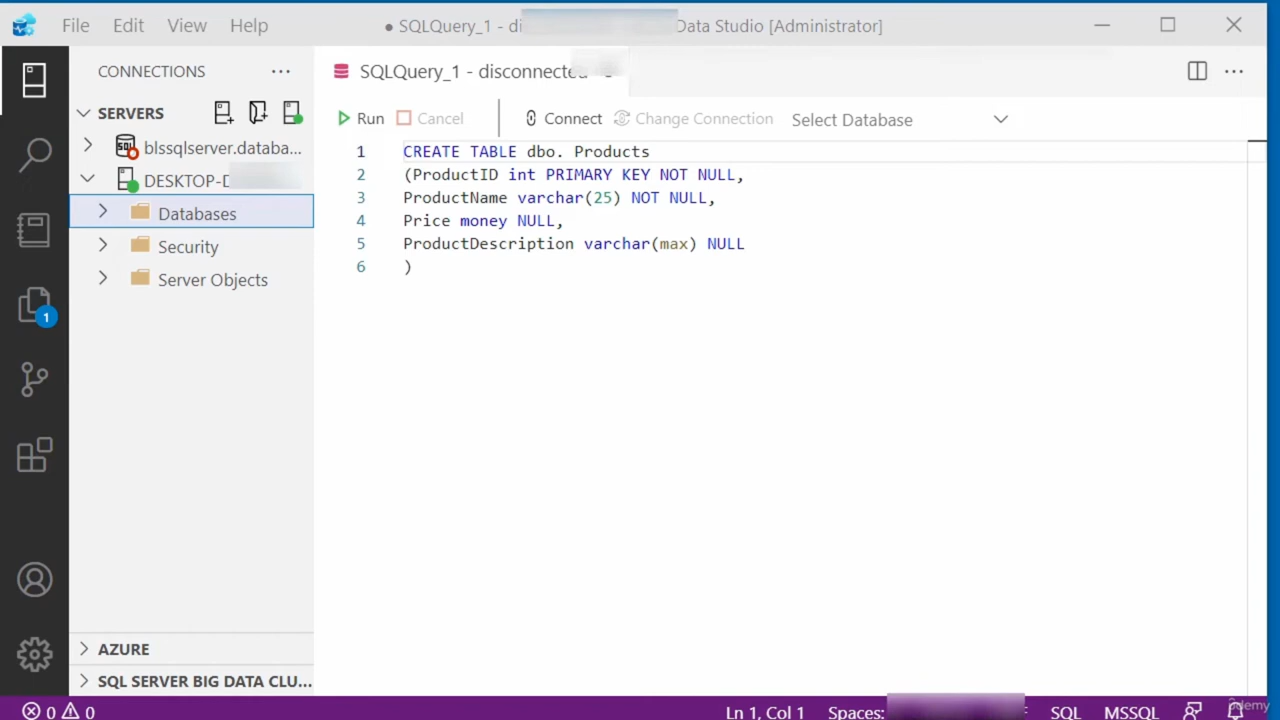 File Edit View Help
● SQLQuery_1 - di Data Studio [Administrator]
CONNECTIONS
SQLQuery_1 - disconnected
SERVERS
Run Cancel Connect Change Connection Select Database
blssqlserver.databa...
DESKTOP-D
Databases
Security
Server Objects
1 CREATE TABLE dbo. Products
2 (ProductID int PRIMARY KEY NOT NULL,
3 ProductName varchar(25) NOT NULL,
4 Price money NULL,
5 ProductDescription varchar(max) NULL
6 )
1
AZURE
SQL SERVER BIG DATA CLU...
0 0
Ln 1, Col 1 Spaces: SQL MSSQL